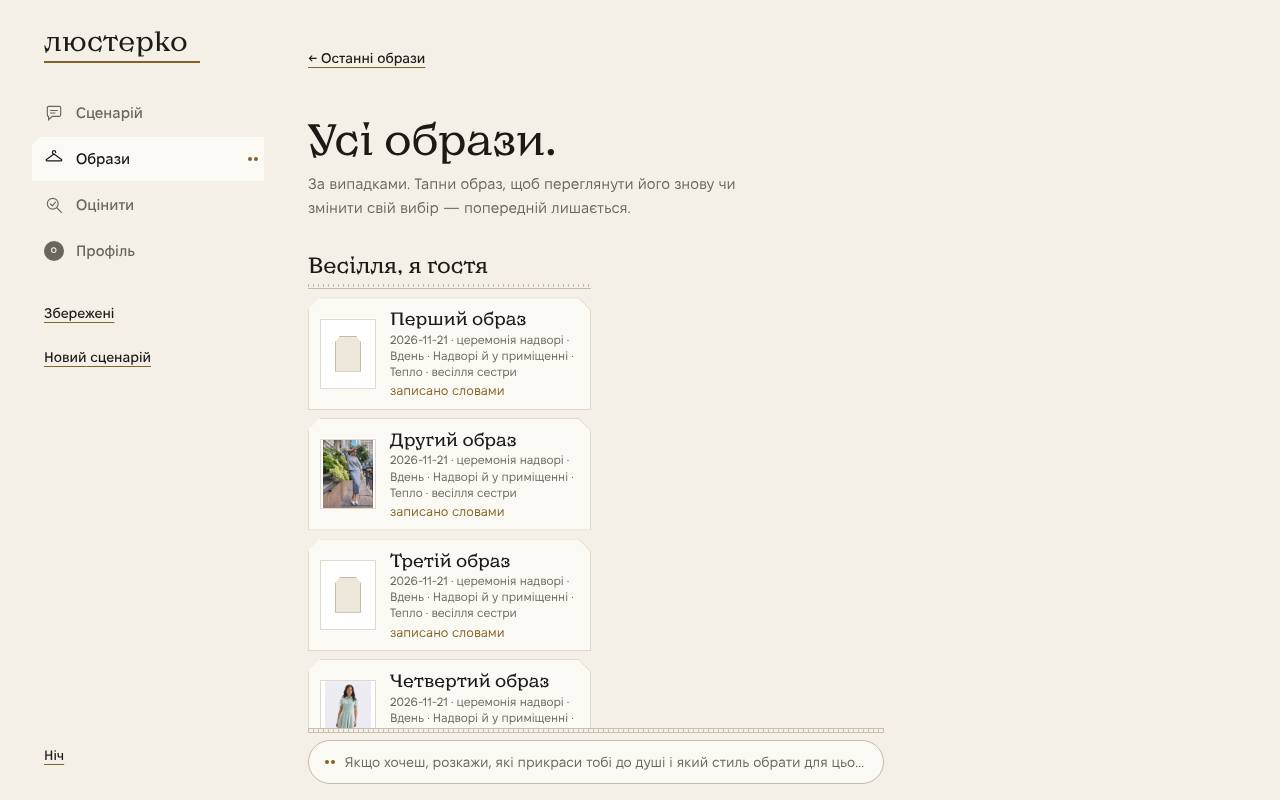 люстерко
Сценарій
Образи
Оцінити
О
Профіль
Збережені
Новий сценарій
Ніч
← Останні образи
Усі образи.
За випадками. Тапни образ, щоб переглянути його знову чи
змінити свій вибір — попередній лишається.
Весілля, я гостя
Перший образ
2026-11-21 · церемонія надворі ·
Вдень · Надворі й у приміщенні ·
Тепло · весілля сестри
записано словами
Другий образ
2026-11-21 · церемонія надворі ·
Вдень · Надворі й у приміщенні ·
Тепло · весілля сестри
записано словами
Третій образ
2026-11-21 · церемонія надворі ·
Вдень · Надворі й у приміщенні ·
Тепло · весілля сестри
записано словами
Четвертий образ
2026-11-21 · церемонія надворі ·
Вдень · Надворі й у приміщенні ·
Якщо хочеш, розкажи, які прикраси тобі до душі і який стиль обрати для цьо...